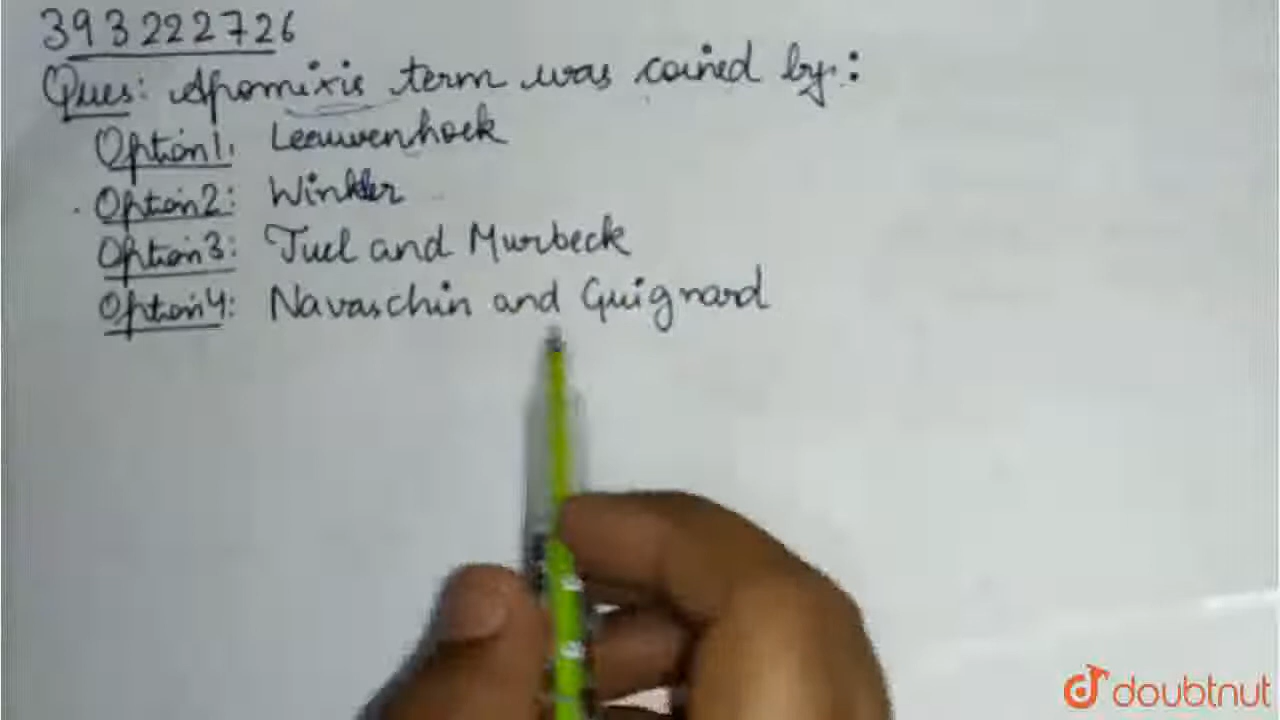 393222726
Ques: Apomixis term was coined by:
Option1. Leeuwenhoek
Option2: Winkler
Option3: Juel and Murbeck
Option4: Navaschin and Guignard
doubtnut